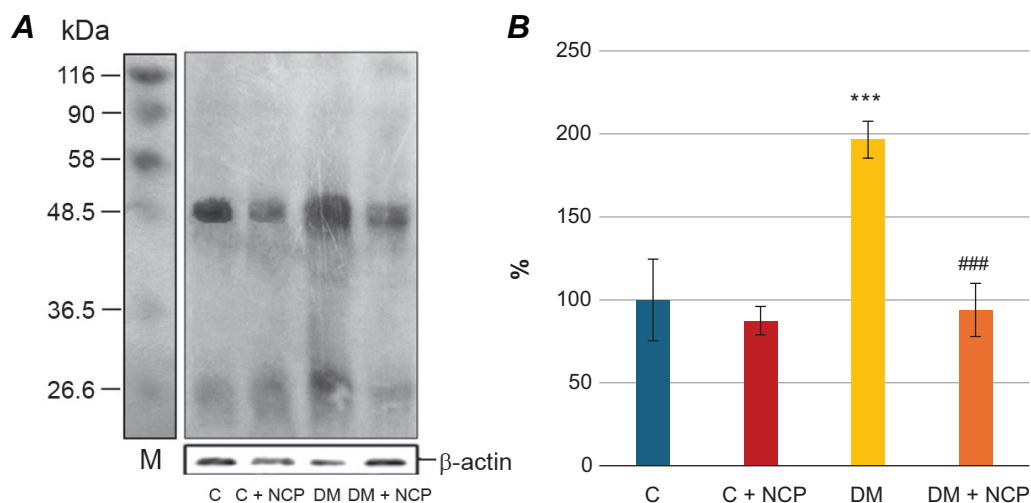 A
kDa
116
90
58
48.5
36.5
26.6
M
β-actin
C C + NCP DM DM + NCP
B
250
200
150
100
50
0
%
***
###
C C + NCP DM DM + NCP